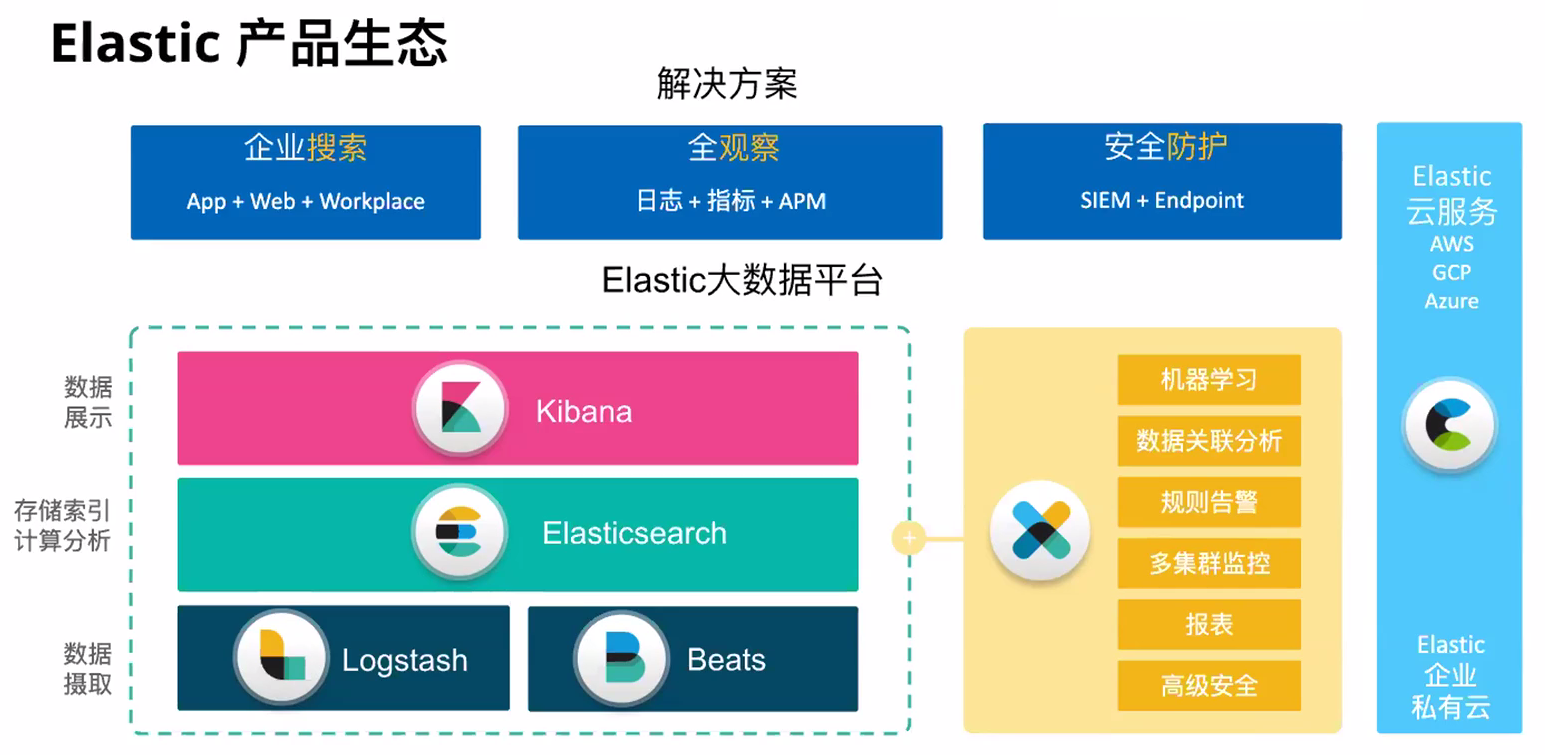 Elastic 产品生态
解决方案
企业搜索
App + Web + Workplace
全观察
日志 + 指标 + APM
安全防护
SIEM + Endpoint
Elastic
云服务
AWS
GCP
Azure
Elastic大数据平台
数据
展示
Kibana
存储索引
计算分析
Elasticsearch
数据
摄取
Logstash
Beats
+
机器学习
数据关联分析
规则告警
多集群监控
报表
高级安全
Elastic
企业
私有云